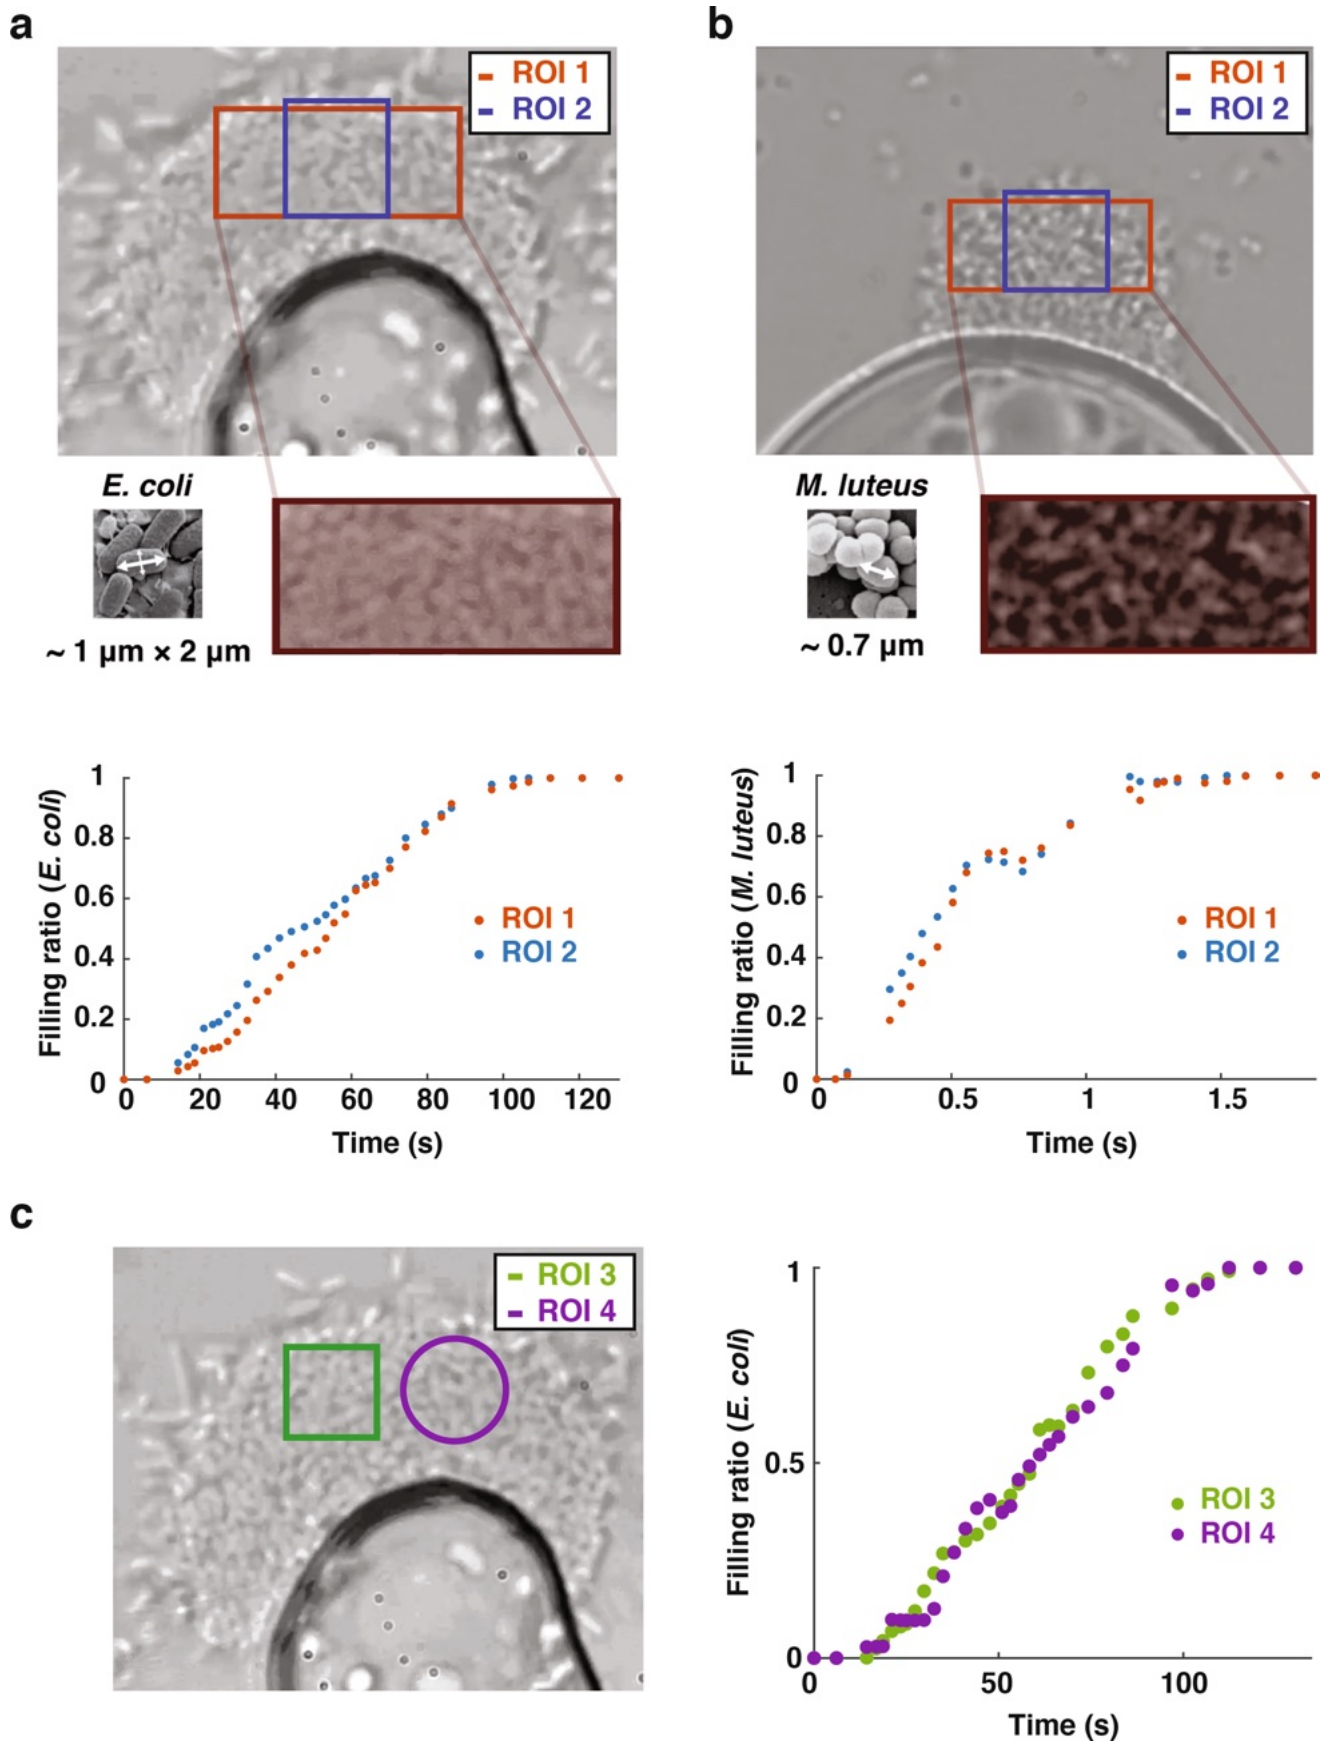 a
ROI 1
ROI 2
E. coli
~ 1 µm × 2 µm
b
ROI 1
ROI 2
M. luteus
~ 0.7 µm
Filling ratio (E. coli)
1
0.8
0.6
0.4
0.2
0
0 20 40 60 80 100 120
Time (s)
ROI 1
ROI 2
Filling ratio (M. luteus)
1
0.8
0.6
0.4
0.2
0
0 0.5 1 1.5
Time (s)
ROI 1
ROI 2
c
ROI 3
ROI 4
Filling ratio (E. coli)
1
0.5
0
0 50 100
Time (s)
ROI 3
ROI 4